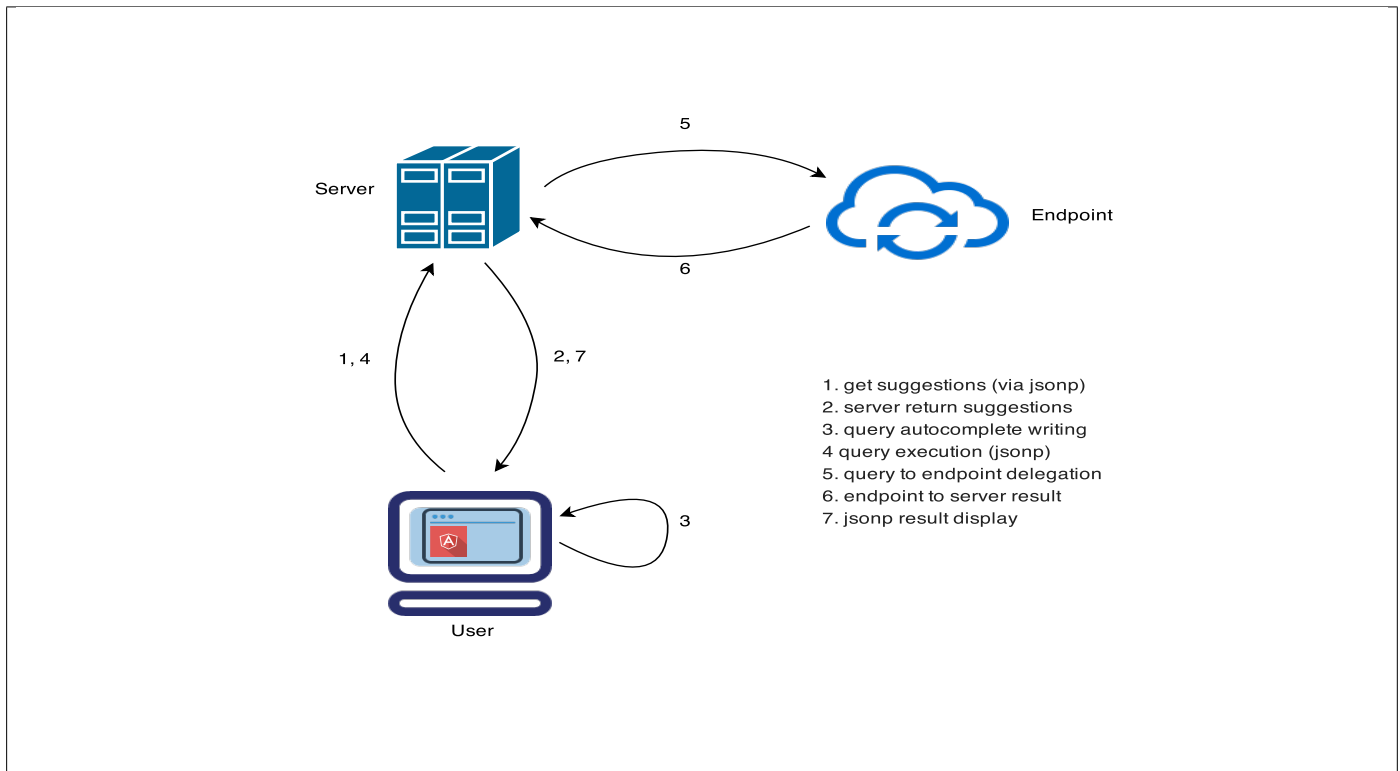 5
Server
Endpoint
6
1, 4
2, 7
1. get suggestions (via jsonp)
2. server return suggestions
3. query autocomplete writing
4 query execution (jsonp)
5. query to endpoint delegation
6. endpoint to server result
7. jsonp result display
3
A
User